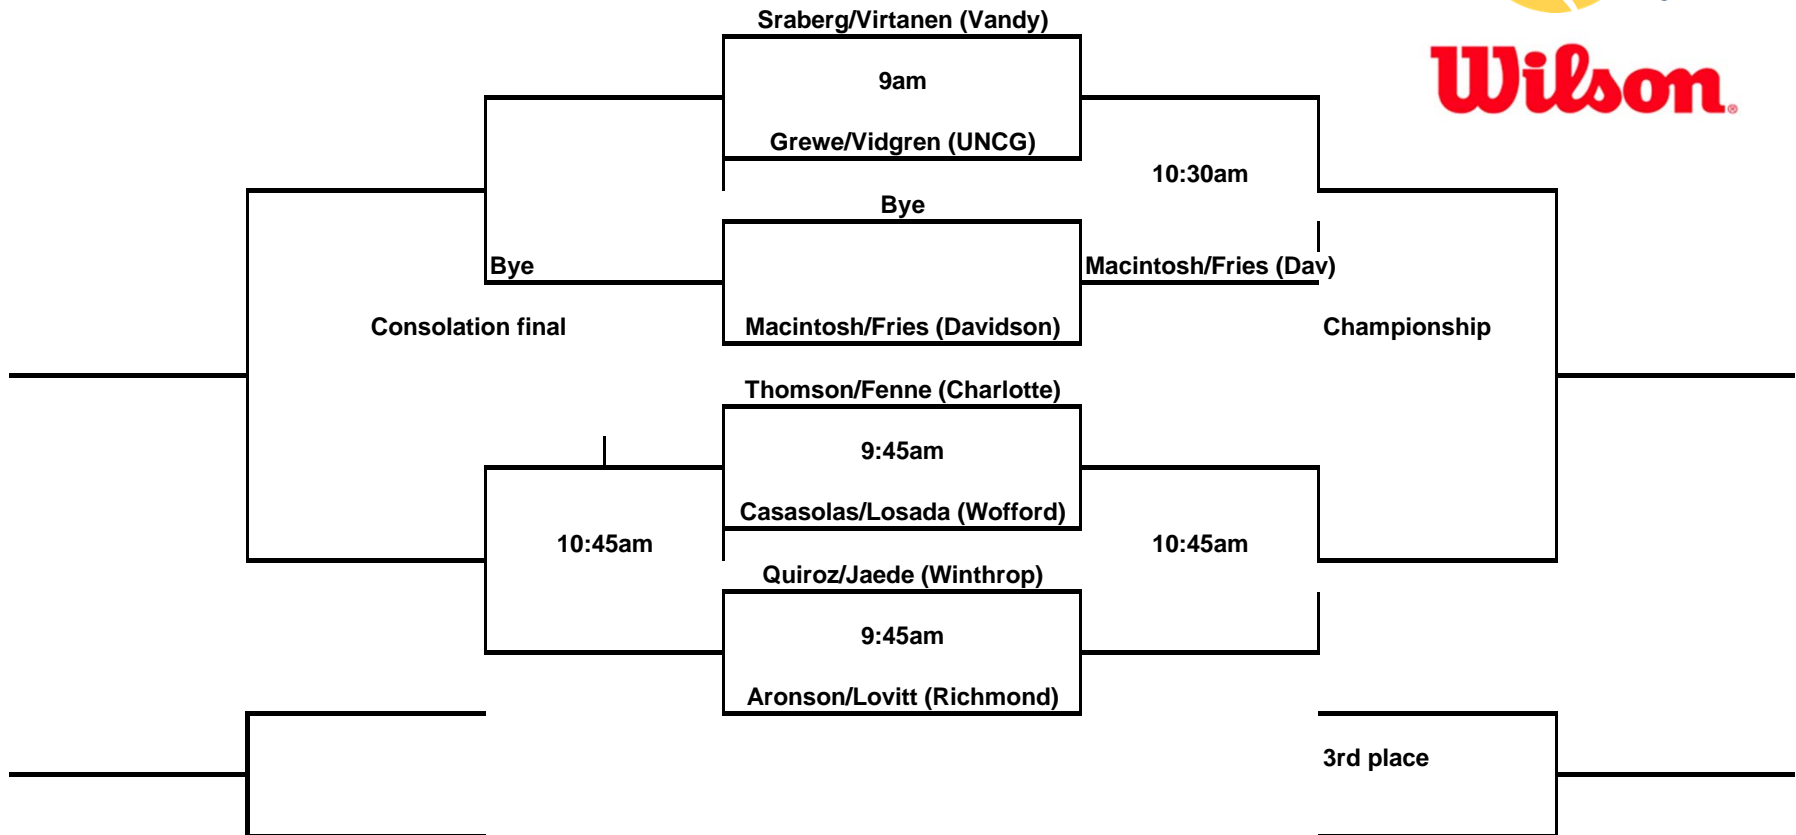 Sraberg/Virtanen (Vandy)
9am
Wilson
Grewe/Vidgren (UNCG)
10:30am
Bye
Bye
Macintosh/Fries (Dav)
Consolation final
Macintosh/Fries (Davidson)
Championship
Thomson/Fenne (Charlotte)
9:45am
Casasolas/Losada (Wofford)
10:45am
10:45am
Quiroz/Jaede (Winthrop)
9:45am
Aronson/Lovitt (Richmond)
3rd place